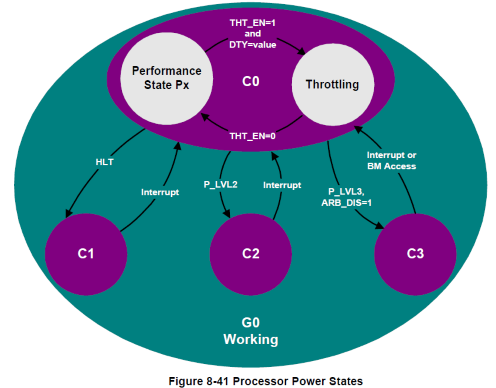 THT_EN=1
and
DTY=value
Performance
State Px
C0
Throttling
THT_EN=0
HLT
Interrupt
P_LVL2
Interrupt
P_LVL3,
ARB_DIS=1
Interrupt or
BM Access
C1
C2
C3
G0
Working
Figure 8-41 Processor Power States